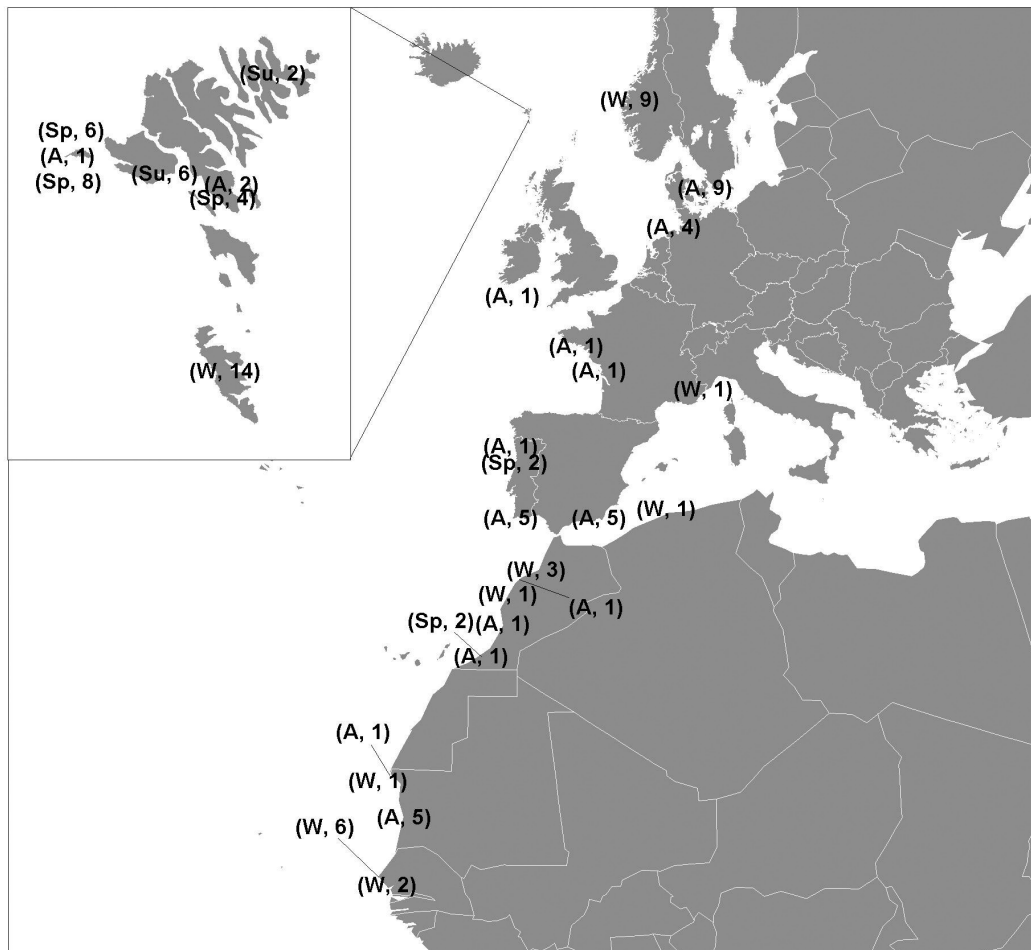 (Su, 2)
(Sp, 6)
(A, 1)
(Sp, 8)
(Su, 6)
(A, 2)
(Sp, 4)
(W, 14)
(W, 9)
(A, 9)
(A, 4)
(A, 1)
(A, 1)
(A, 1)
(W, 1)
(A, 1)
(Sp, 2)
(A, 5)
(A, 5)
(W, 1)
(W, 3)
(W, 1)
(A, 1)
(Sp, 2)
(A, 1)
(A, 1)
(A, 1)
(W, 1)
(A, 5)
(W, 6)
(W, 2)